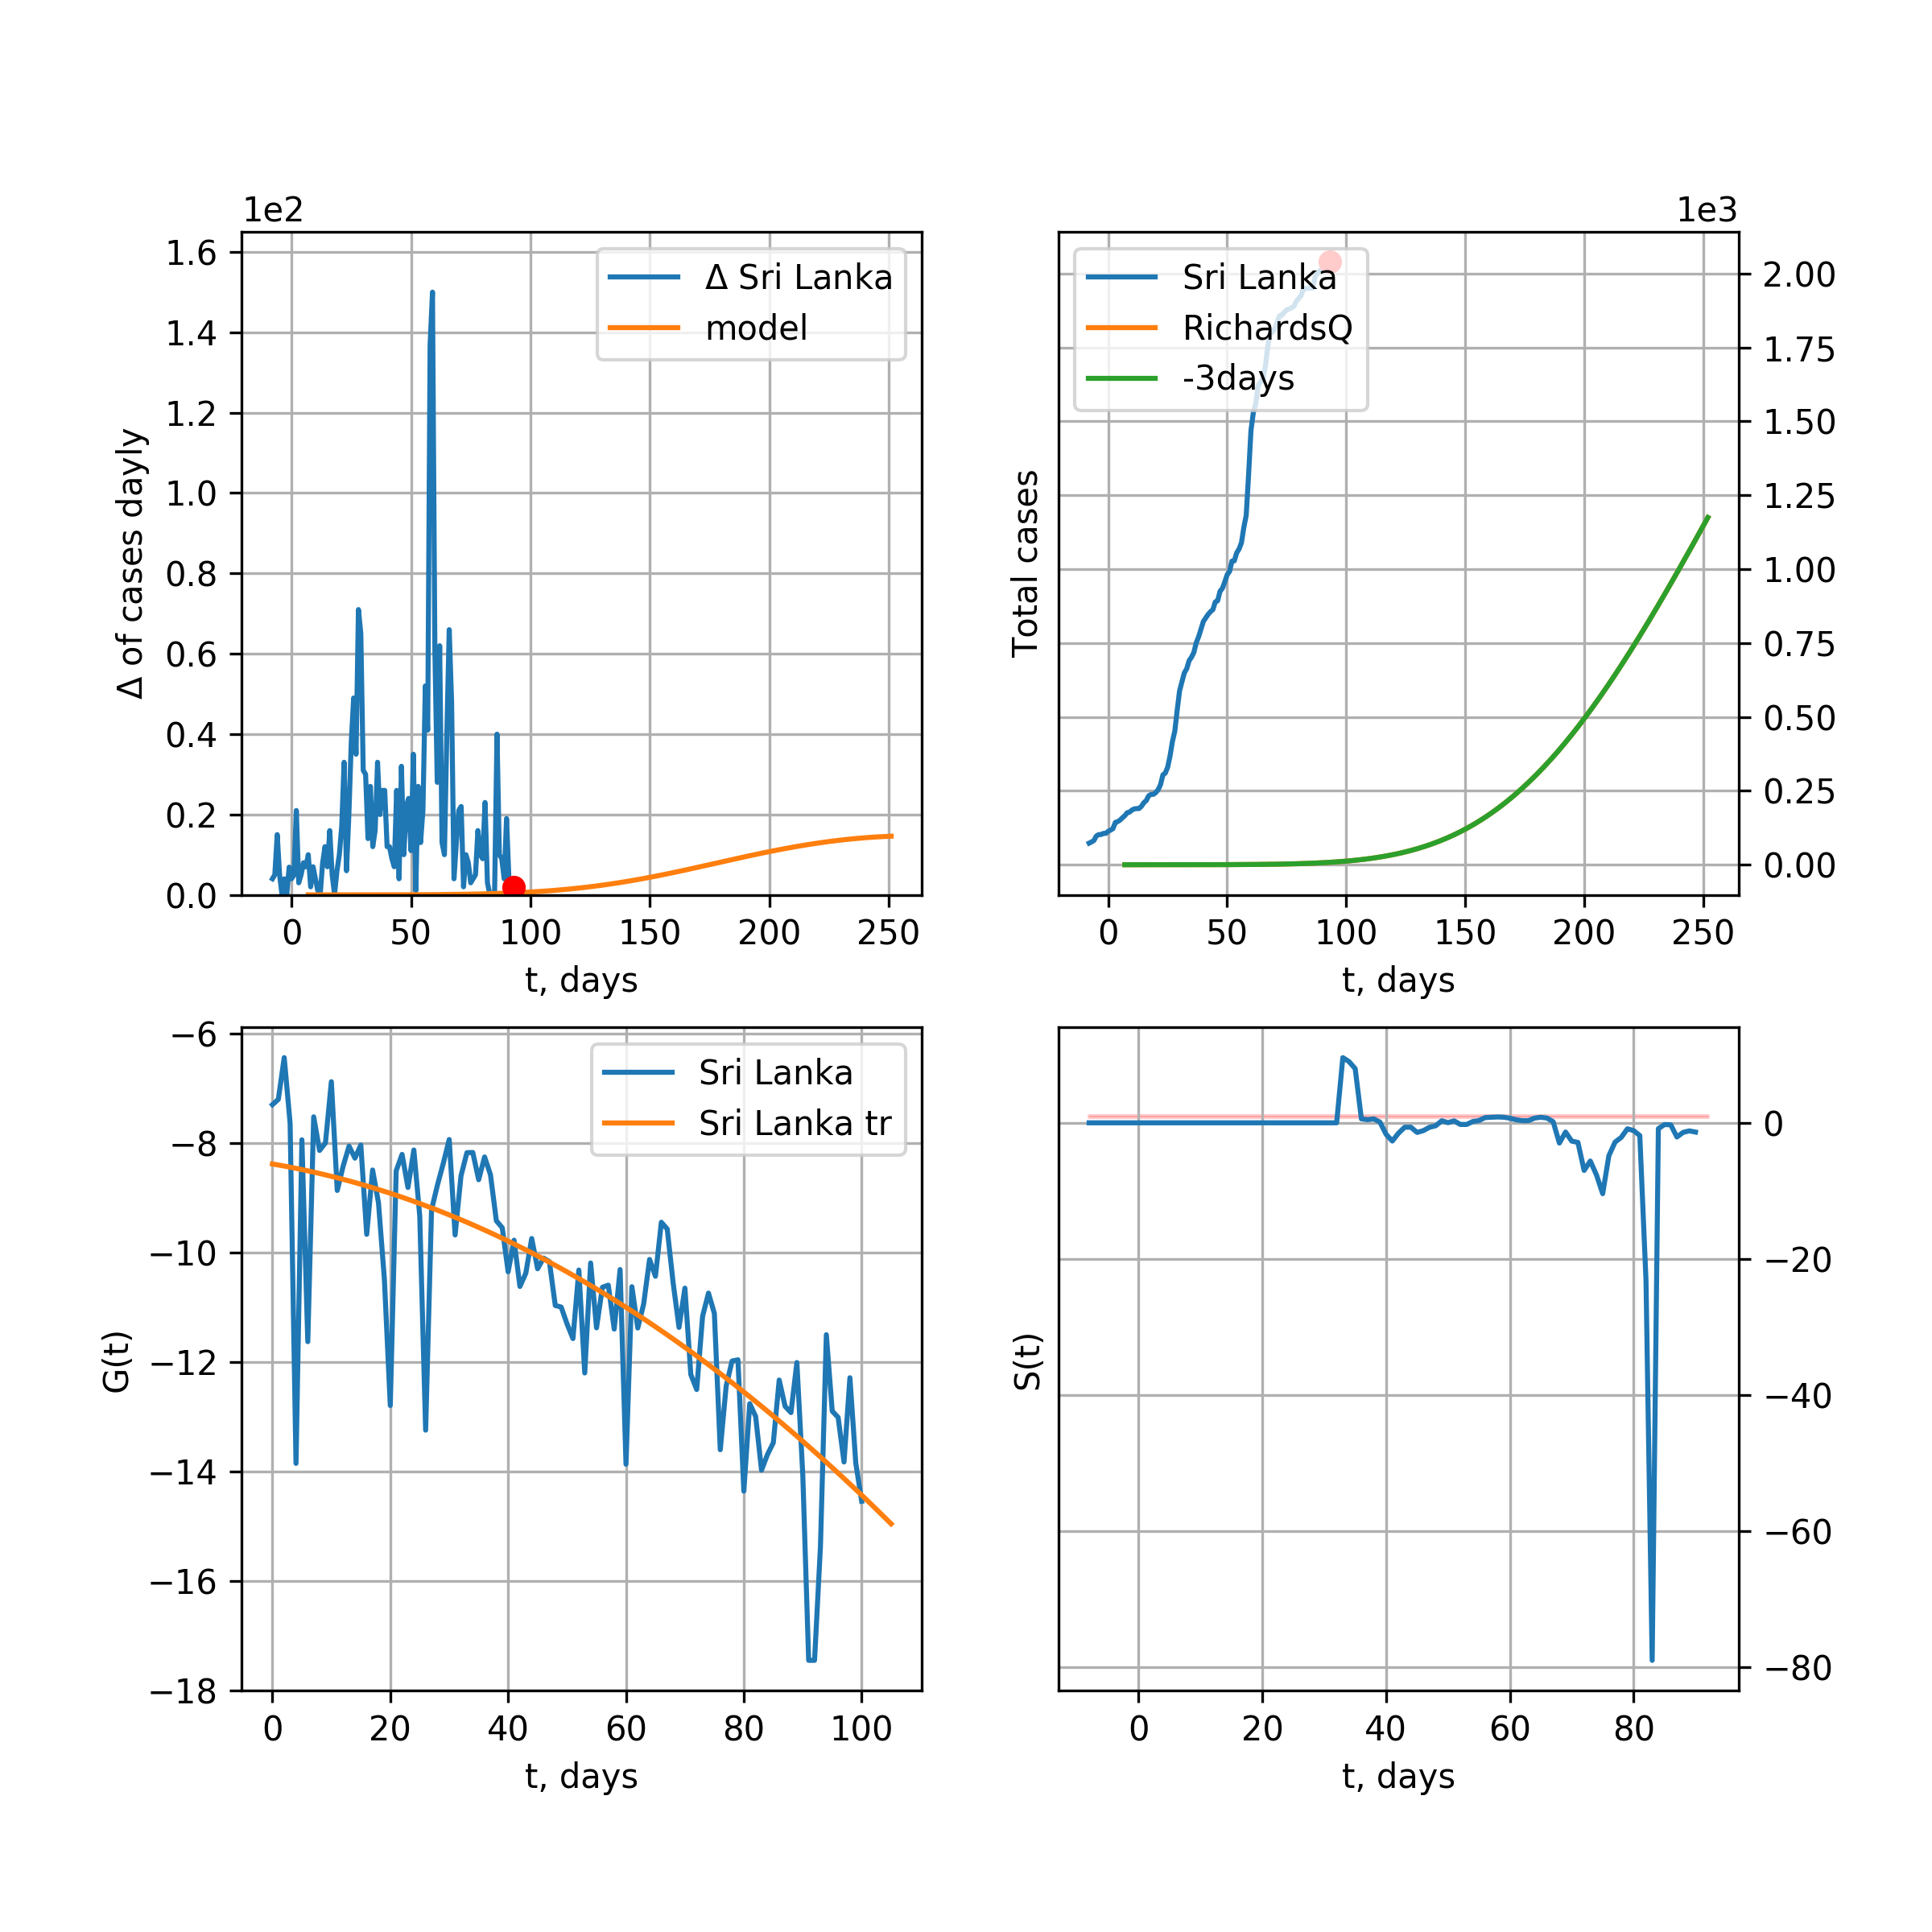 1e2
1.6
1.4
1.2
1.0
0.8
0.6
0.4
0.2
0.0
Δ of cases dayly
Δ Sri Lanka
model
0 50 100 150 200 250
t, days
1e3
2.00
1.75
1.50
1.25
1.00
0.75
0.50
0.25
0.00
Total cases
Sri Lanka
RichardsQ
-3days
0 50 100 150 200 250
t, days
−6
−8
−10
−12
−14
−16
−18
G(t)
Sri Lanka
Sri Lanka tr
0 20 40 60 80 100
t, days
0
−20
−40
−60
−80
S(t)
0 20 40 60 80
t, days